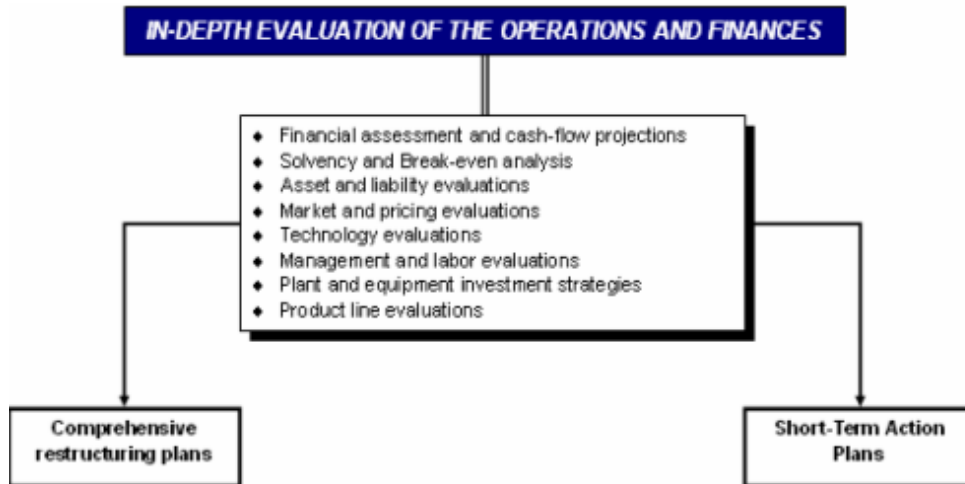 IN-DEPTH EVALUATION OF THE OPERATIONS AND FINANCES
◆ Financial assessment and cash-flow projections
◆ Solvency and Break-even analysis
◆ Asset and liability evaluations
◆ Market and pricing evaluations
◆ Technology evaluations
◆ Management and labor evaluations
◆ Plant and equipment investment strategies
◆ Product line evaluations
Comprehensive
restructuring plans
Short-Term Action
Plans